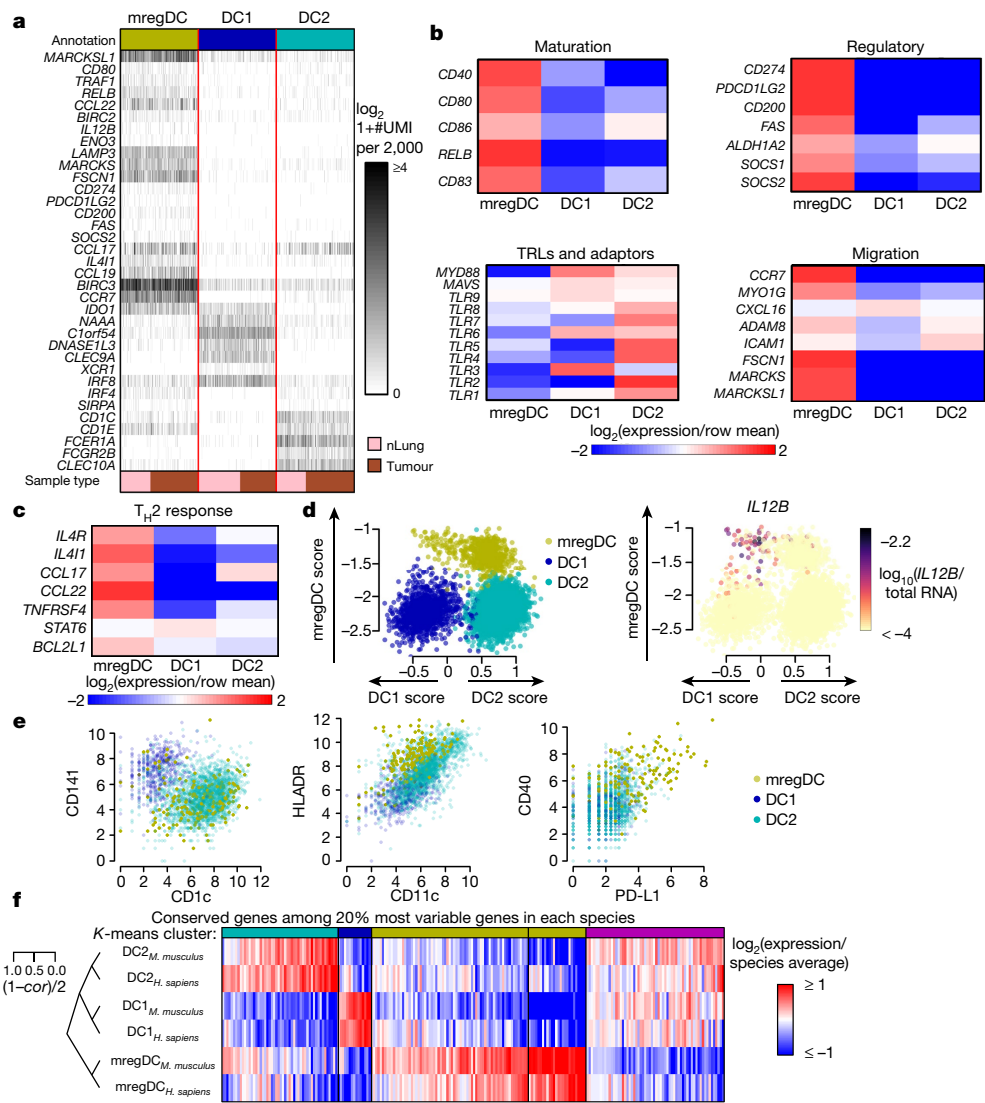 a
mregDC DC1 DC2
Annotation
MARCKSL1
CD80
TRAF1
RELB
CCL22
BIRC2
IL12B
ENO3
LAMP3
MARCKS
FSCN1
CD274
PDCD1LG2
CD200
FAS
SOCS2
CCL17
IL4I1
CCL19
BIRC3
CCR7
IDO1
NAAA
C1orf54
DNASE1L3
CLEC9A
XCR1
IRF8
IRF4
SIRPA
CD1C
CD1E
FCER1A
FCGR2B
CLEC10A
Sample type
log2
1+#UMI
per 2,000
≥4
0
nLung
Tumour
b
Maturation
CD40
CD80
CD86
RELB
CD83
mregDC DC1 DC2
Regulatory
CD274
PDCD1LG2
CD200
FAS
ALDH1A2
SOCS1
SOCS2
mregDC DC1 DC2
TRLs and adaptors
MYD88
MAVS
TLR9
TLR8
TLR7
TLR6
TLR5
TLR4
TLR3
TLR2
TLR1
mregDC DC1 DC2
Migration
CCR7
MYO1G
CXCL16
ADAM8
ICAM1
FSCN1
MARCKS
MARCKSL1
mregDC DC1 DC2
log2(expression/row mean)
−2 2
c
TH2 response
IL4R
IL4I1
CCL17
CCL22
TNFRSF4
STAT6
BCL2L1
mregDC DC1 DC2
log2(expression/row mean)
−2 2
d
mregDC score
−1
−1.5
−2
−2.5
−0.5 0 0.5 1
DC1 score DC2 score
mregDC
DC1
DC2
IL12B
mregDC score
−1
−1.5
−2
−2.5
−0.5 0 0.5 1
DC1 score DC2 score
−2.2
log10(IL12B/
total RNA)
< −4
e
CD141
10
8
6
4
2
0
0 2 4 6 8 10 12
CD1c
HLADR
12
10
8
6
4
2
0
0 2 4 6 8 10
CD11c
CD40
10
8
6
4
2
0
0 2 4 6 8
PD-L1
mregDC
DC1
DC2
f
Conserved genes among 20% most variable genes in each species
K-means cluster:
1.0 0.5 0.0
(1−cor)/2
DC2M. musculus
DC2H. sapiens
DC1M. musculus
DC1H. sapiens
mregDCM. musculus
mregDCH. sapiens
log2(expression/
species average)
≥ 1
≤ −1